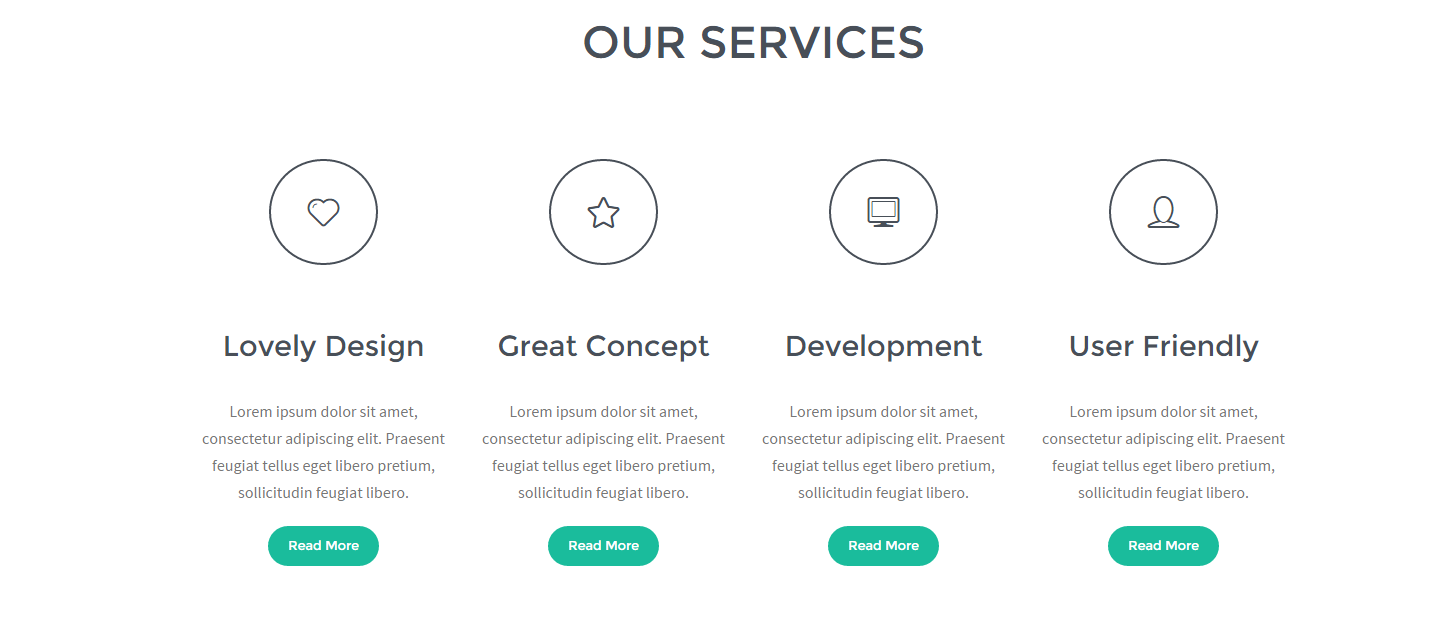 OUR SERVICES
Lovely Design
Lorem ipsum dolor sit amet,
consectetur adipiscing elit. Praesent
feugiat tellus eget libero pretium,
sollicitudin feugiat libero.
Read More
Great Concept
Lorem ipsum dolor sit amet,
consectetur adipiscing elit. Praesent
feugiat tellus eget libero pretium,
sollicitudin feugiat libero.
Read More
Development
Lorem ipsum dolor sit amet,
consectetur adipiscing elit. Praesent
feugiat tellus eget libero pretium,
sollicitudin feugiat libero.
Read More
User Friendly
Lorem ipsum dolor sit amet,
consectetur adipiscing elit. Praesent
feugiat tellus eget libero pretium,
sollicitudin feugiat libero.
Read More